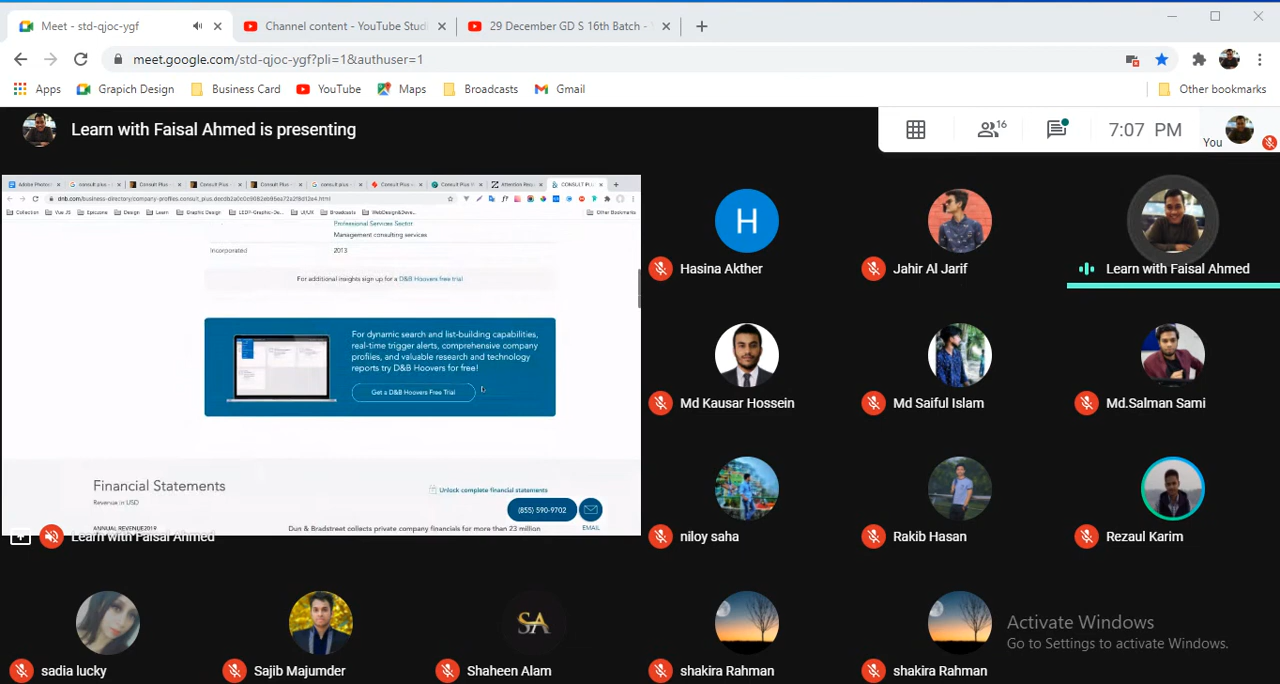 Meet - std-qjoc-ygf
Channel content - YouTube Stud
29 December GD S 16th Batch -
meet.google.com/std-qjoc-ygf?pli=1&authuser=1
Apps
Grapich Design
Business Card
YouTube
Maps
Broadcasts
Gmail
Other bookmarks
Learn with Faisal Ahmed is presenting
16
7:07 PM
You
Professional Services Sector
Management consulting services
Incorporated
2013
For additional insights sign up for a D&B Hoovers free trial
For dynamic search and list-building capabilities,
real-time trigger alerts, comprehensive company
profiles, and valuable research and technology
reports try D&B Hoovers for free!
Get a D&B Hoovers Free Trial
Financial Statements
Revenue in USD
Unlock complete financial statements
(855) 590-9702
EMAIL
ANNUAL REVENUE2019
Dun & Bradstreet collects private company financials for more than 23 million
Learn with Faisal Ahmed
H
Hasina Akther
Jahir Al Jarif
Learn with Faisal Ahmed
Md Kausar Hossein
Md Saiful Islam
Md.Salman Sami
niloy saha
Rakib Hasan
Rezaul Karim
sadia lucky
Sajib Majumder
SA
Shaheen Alam
shakira Rahman
shakira Rahman
Activate Windows
Go to Settings to activate Windows.